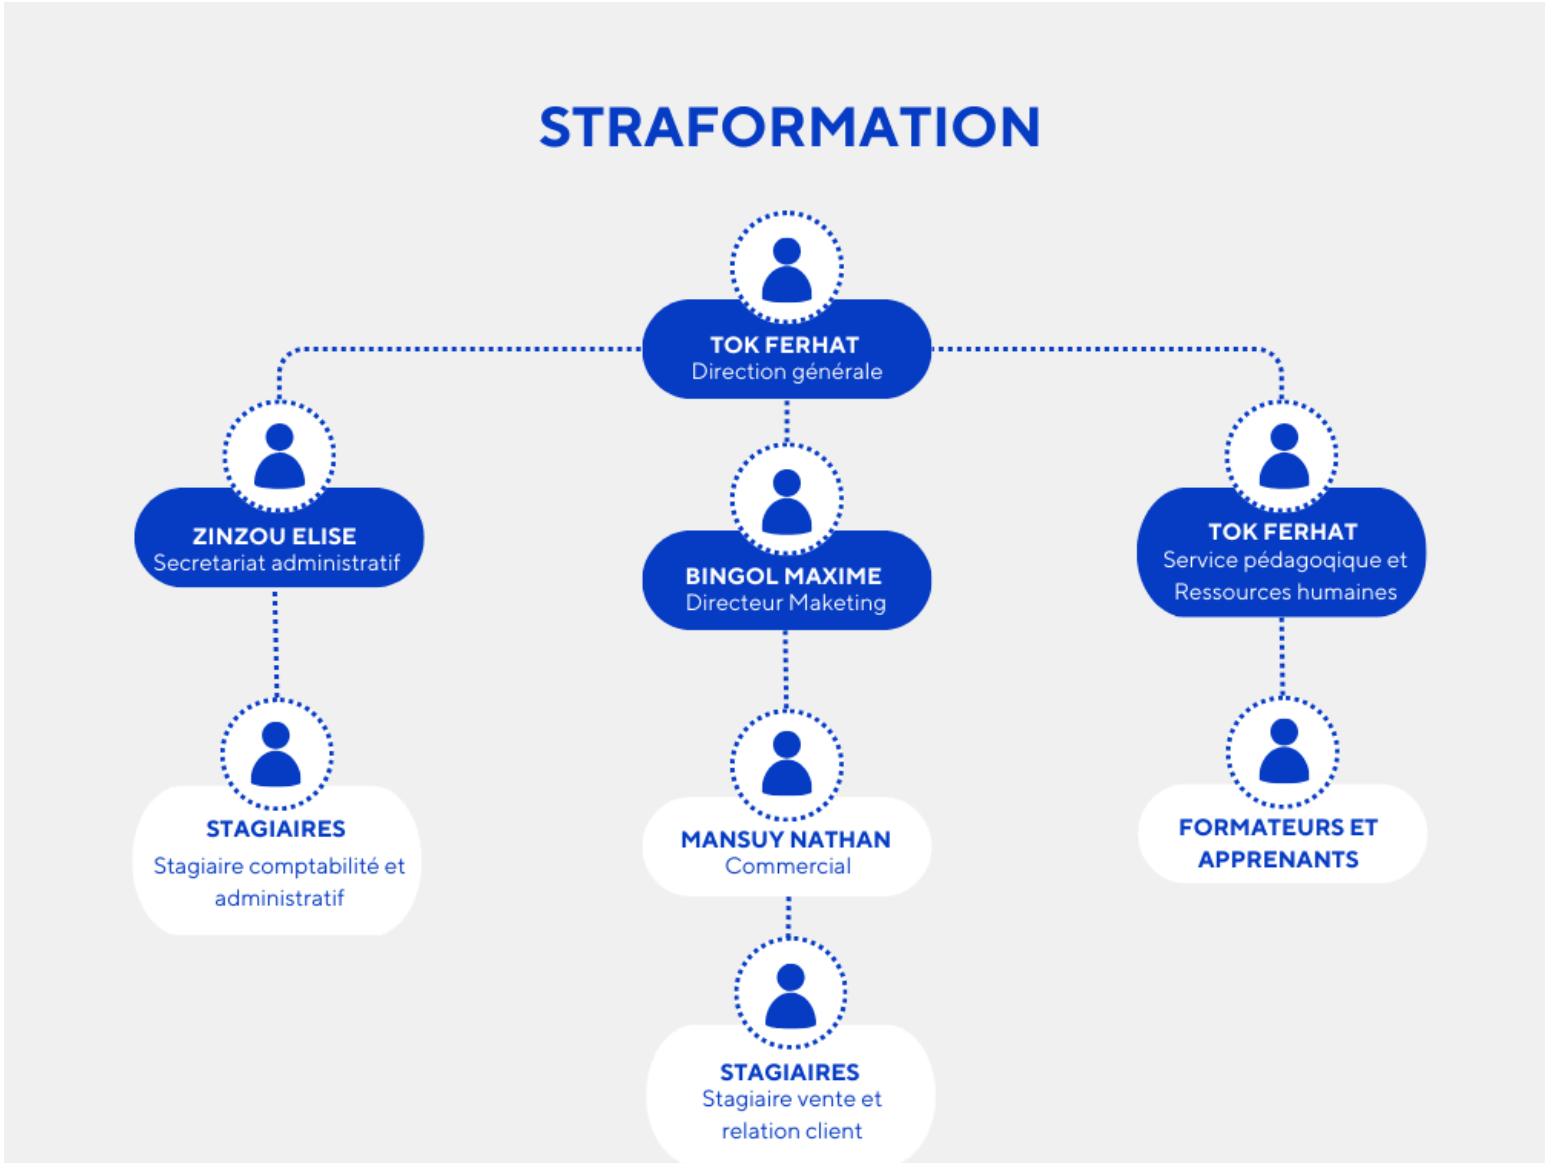 STRAFORMATION
TOK FERHAT
Direction générale
ZINZOU ELISE
Secretariat administratif
BINGOL MAXIME
Directeur Maketing
TOK FERHAT
Service pédagoqique et
Ressources humaines
STAGIAIRES
Stagiaire comptabilité et
administratif
MANSUY NATHAN
Commercial
FORMATEURS ET
APPRENANTS
STAGIAIRES
Stagiaire vente et
relation client